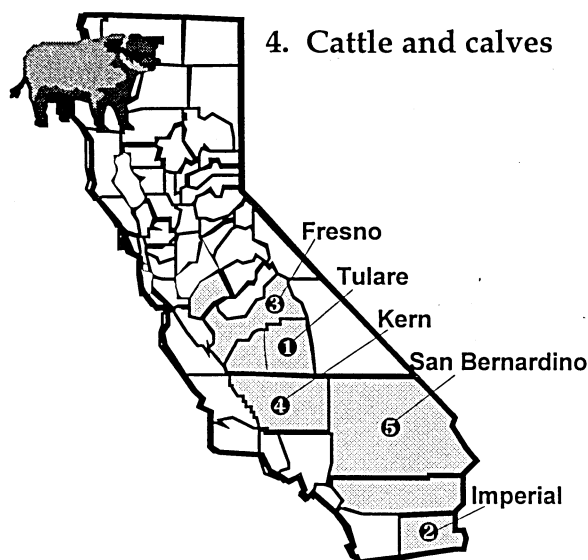 4. Cattle and calves
Fresno
Tulare
3
Kern
1
San Bernardino
4
5
Imperial
2